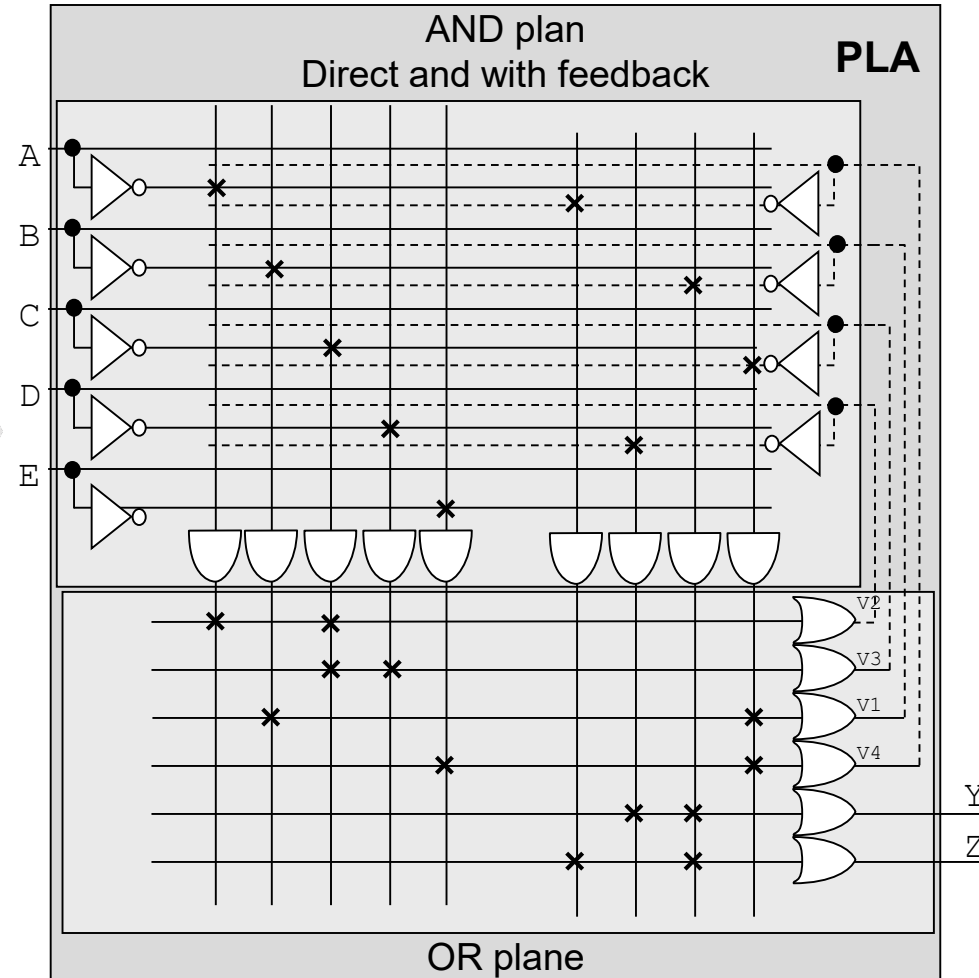 AND plan
Direct and with feedback
PLA
A
B
C
D
E
V2
V3
V1
V4
Y
Z
OR plane